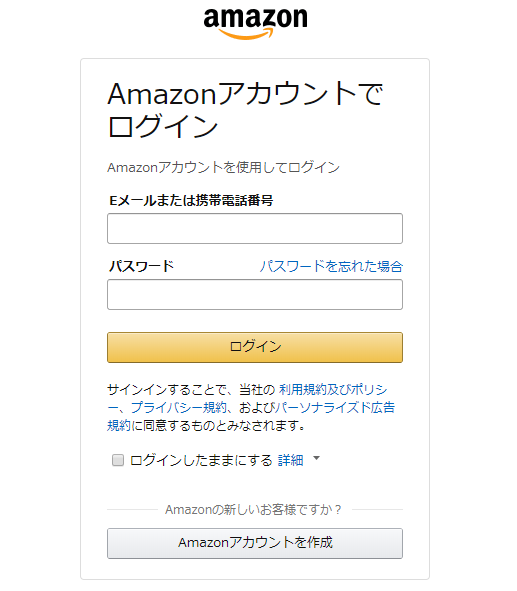 amazon
Amazonアカウントで
ログイン
Amazonアカウントを使用してログイン
Eメールまたは携帯電話番号
パスワード パスワードを忘れた場合
ログイン
サインインすることで、当社の 利用規約及びポリシ
ー、プライバシー規約、およびパーソナライズド広告
規約に同意するものとみなされます。
ログインしたままにする 詳細
Amazonの新しいお客様ですか？
Amazonアカウントを作成